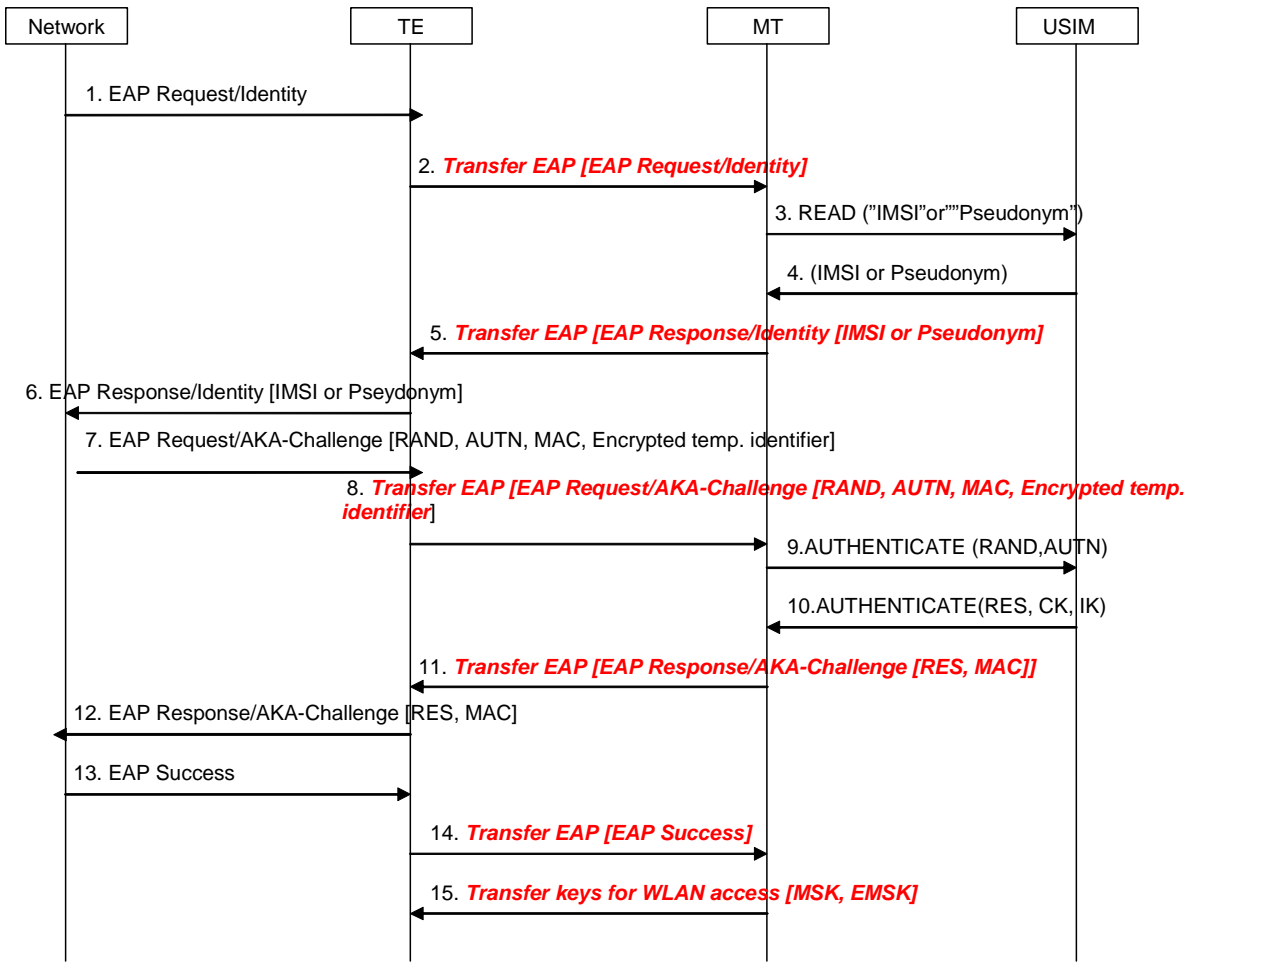 Network
TE
MT
USIM
1. EAP Request/Identity
2. Transfer EAP [EAP Request/Identity]
3. READ (”IMSI”or””Pseudonym”)
4. (IMSI or Pseudonym)
5. Transfer EAP [EAP Response/Identity [IMSI or Pseudonym]
6. EAP Response/Identity [IMSI or Pseydonym]
7. EAP Request/AKA-Challenge [RAND, AUTN, MAC, Encrypted temp. identifier]
8. Transfer EAP [EAP Request/AKA-Challenge [RAND, AUTN, MAC, Encrypted temp.
identifier]
9.AUTHENTICATE (RAND,AUTN)
10.AUTHENTICATE(RES, CK, IK)
11. Transfer EAP [EAP Response/AKA-Challenge [RES, MAC]]
12. EAP Response/AKA-Challenge [RES, MAC]
13. EAP Success
14. Transfer EAP [EAP Success]
15. Transfer keys for WLAN access [MSK, EMSK]